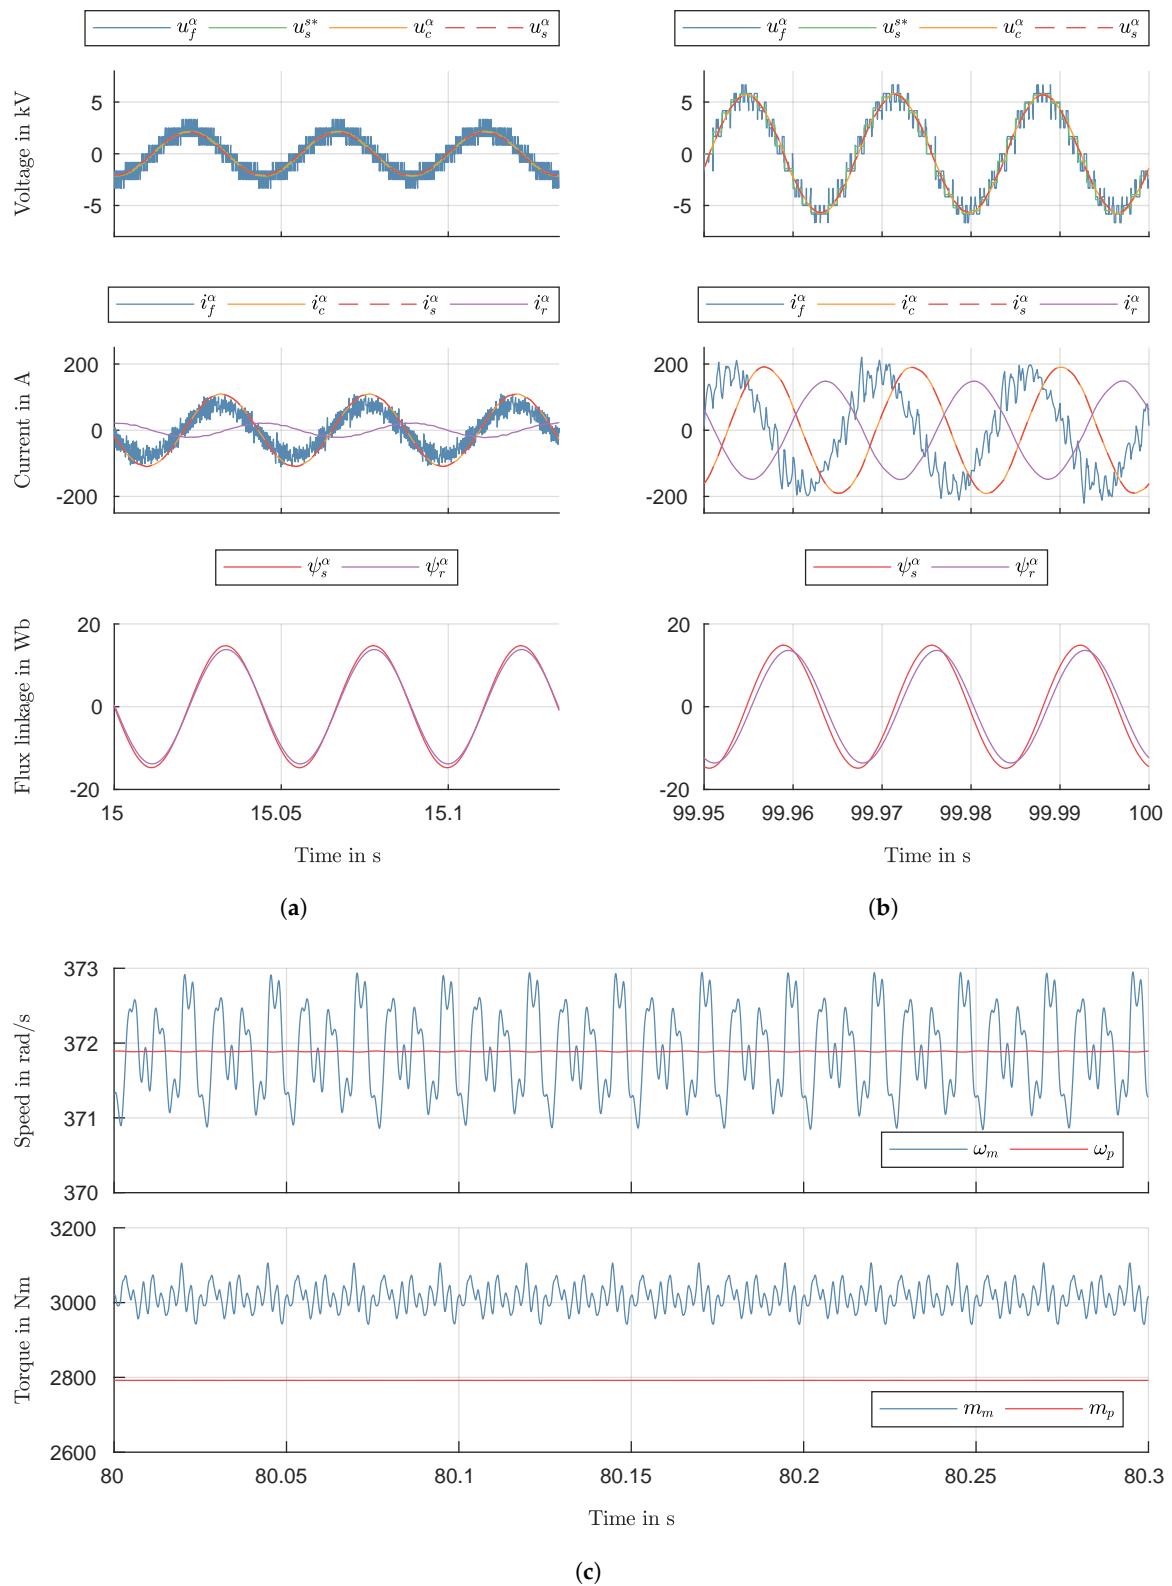 u_f^α u_s^{s*} u_c^α u_s^α
Voltage in kV
5
0
-5
i_f^α i_c^α i_s^α i_r^α
Current in A
200
0
-200
ψ_s^α ψ_r^α
Flux linkage in Wb
20
0
-20
15 15.05 15.1
Time in s
(a)
u_f^α u_s^{s*} u_c^α u_s^α
5
0
-5
i_f^α i_c^α i_s^α i_r^α
200
0
-200
ψ_s^α ψ_r^α
20
0
-20
99.95 99.96 99.97 99.98 99.99 100
Time in s
(b)
Speed in rad/s
373
372
371
370
ω_m ω_p
Torque in Nm
3200
3000
2800
2600
m_m m_p
80 80.05 80.1 80.15 80.2 80.25 80.3
Time in s
(c)